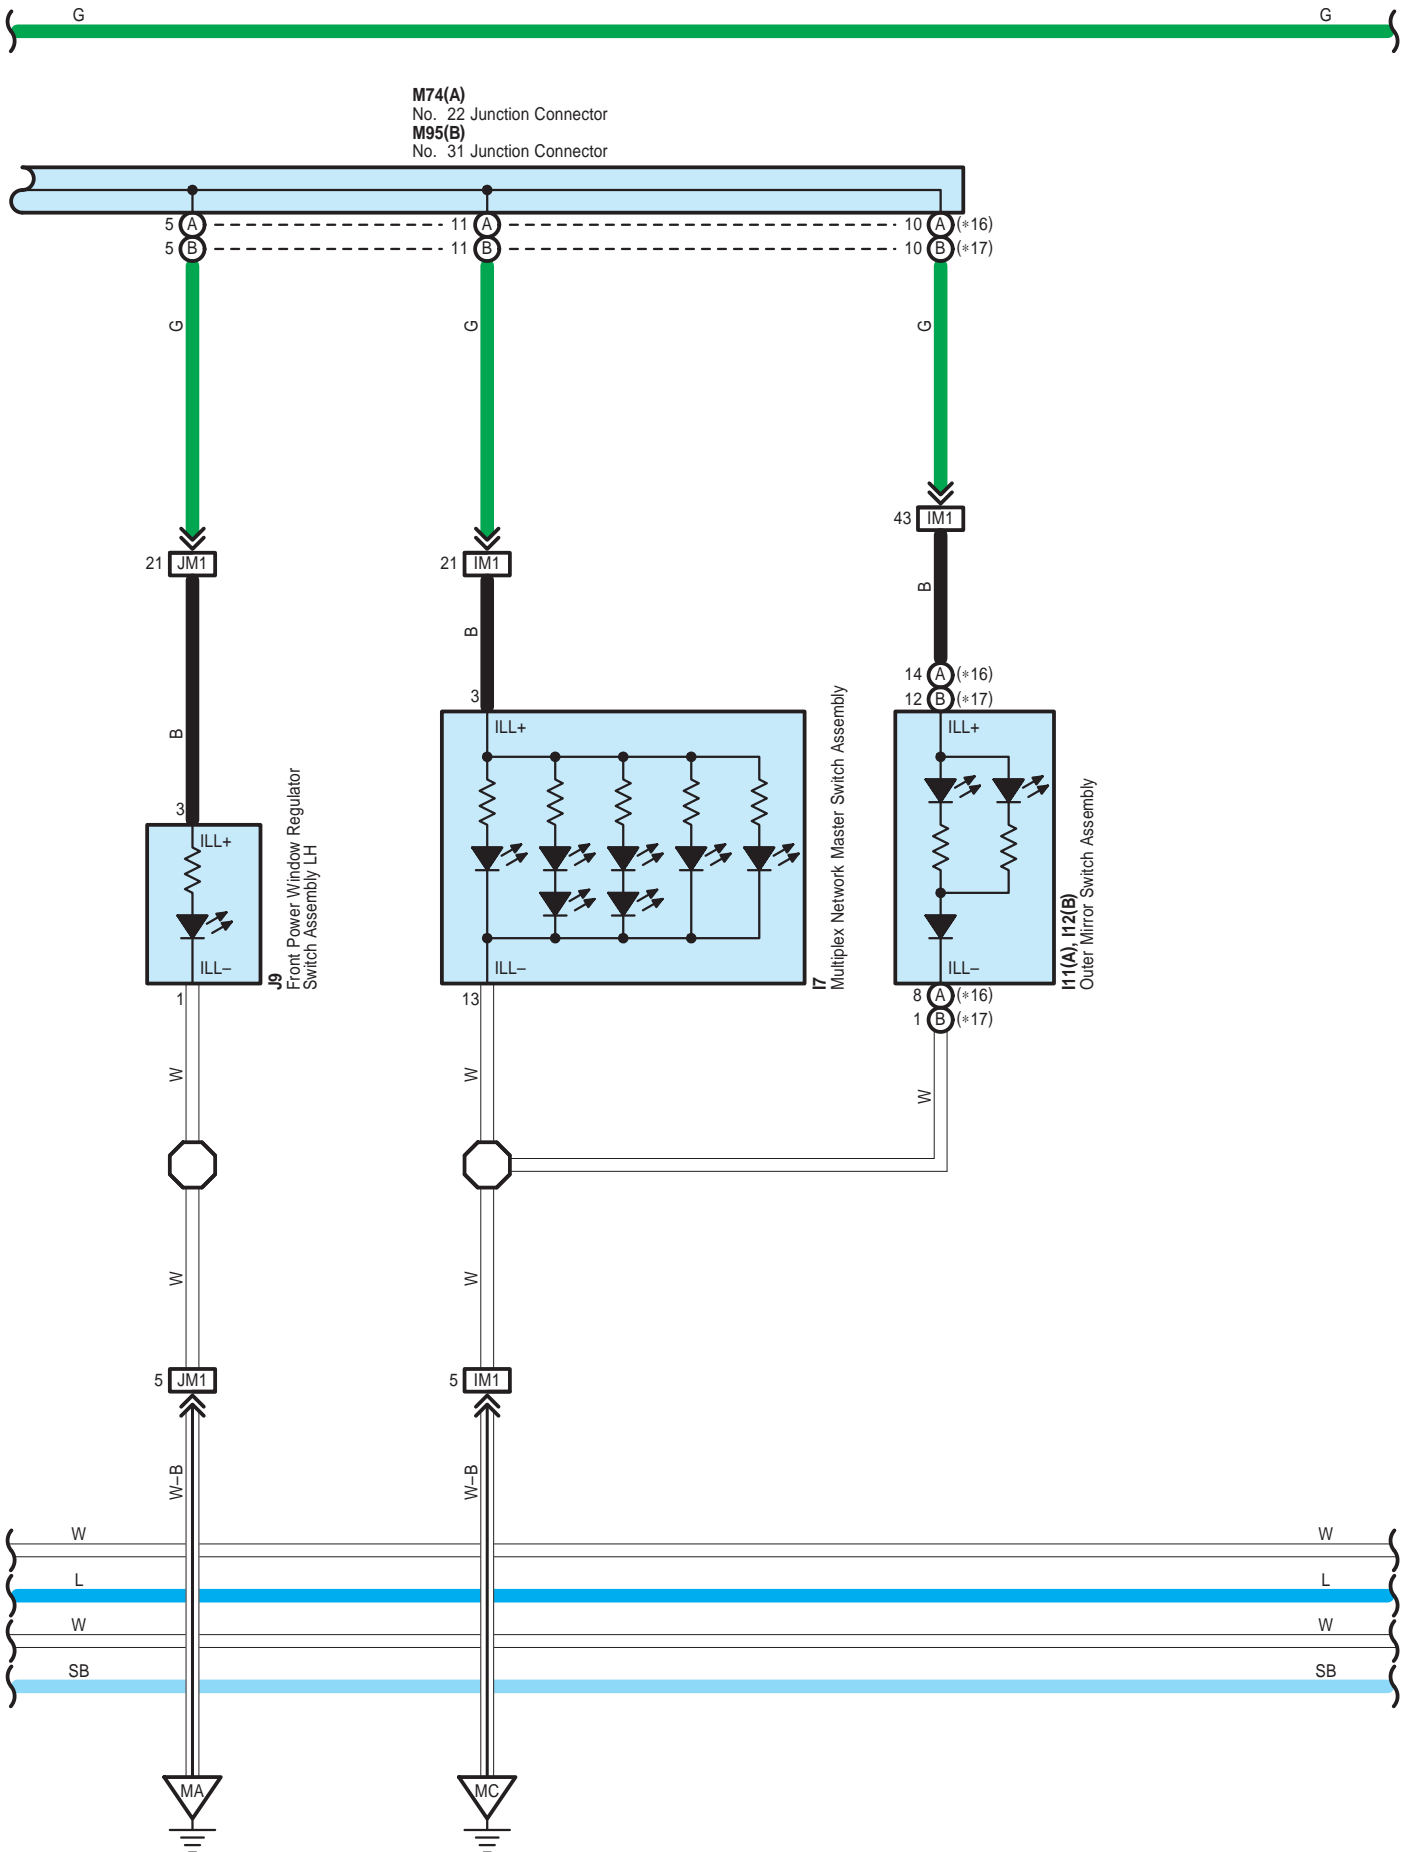 G G
M74(A)
No. 22 Junction Connector
M95(B)
No. 31 Junction Connector
5 A 11 A 10 A (*16)
5 B 11 B 10 B (*17)
G G G
43 IM1
21 JM1 21 IM1
B
B
14 A (*16)
3 12 B (*17)
ILL+ ILL+
B
3
ILL+
Front Power Window Regulator
Switch Assembly LH
J9
Multiplex Network Master Switch Assembly
I7
Outer Mirror Switch Assembly
I11(A), I12(B)
ILL– ILL– ILL–
1 13 8 A (*16)
1 B (*17)
W W W
W W
5 JM1 5 IM1
W–B W–B
W W
L L
W W
SB SB
MA MC